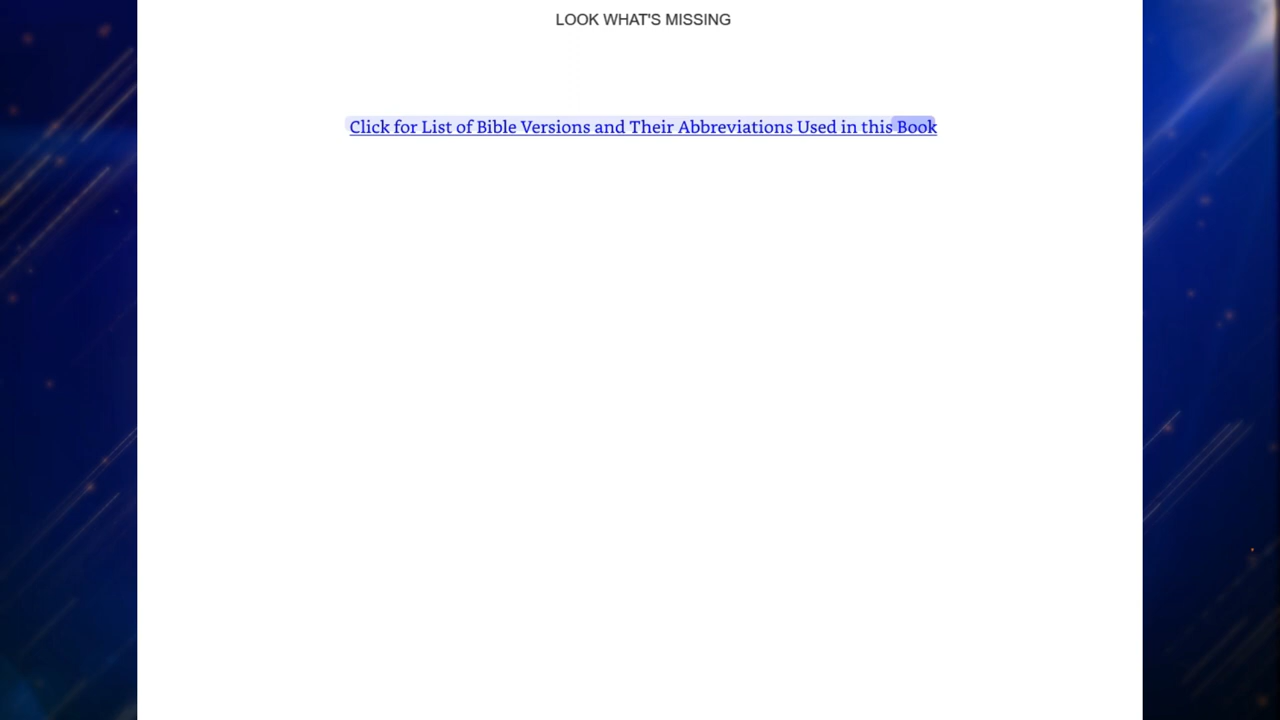 LOOK WHAT'S MISSING
Click for List of Bible Versions and Their Abbreviations Used in this Book